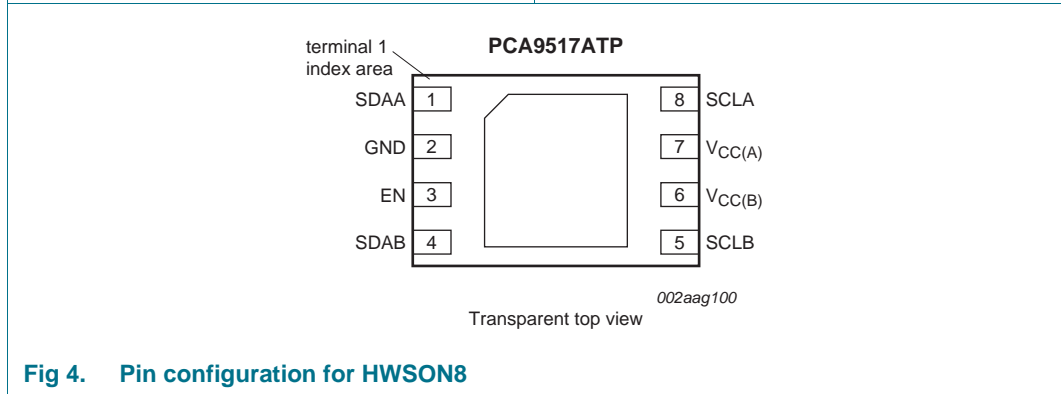 PCA9517ATP
terminal 1
index area
SDAA 1 8 SCLA
GND 2 7 VCC(A)
EN 3 6 VCC(B)
SDAB 4 5 SCLB
002aag100
Transparent top view
Fig 4. Pin configuration for HWSON8